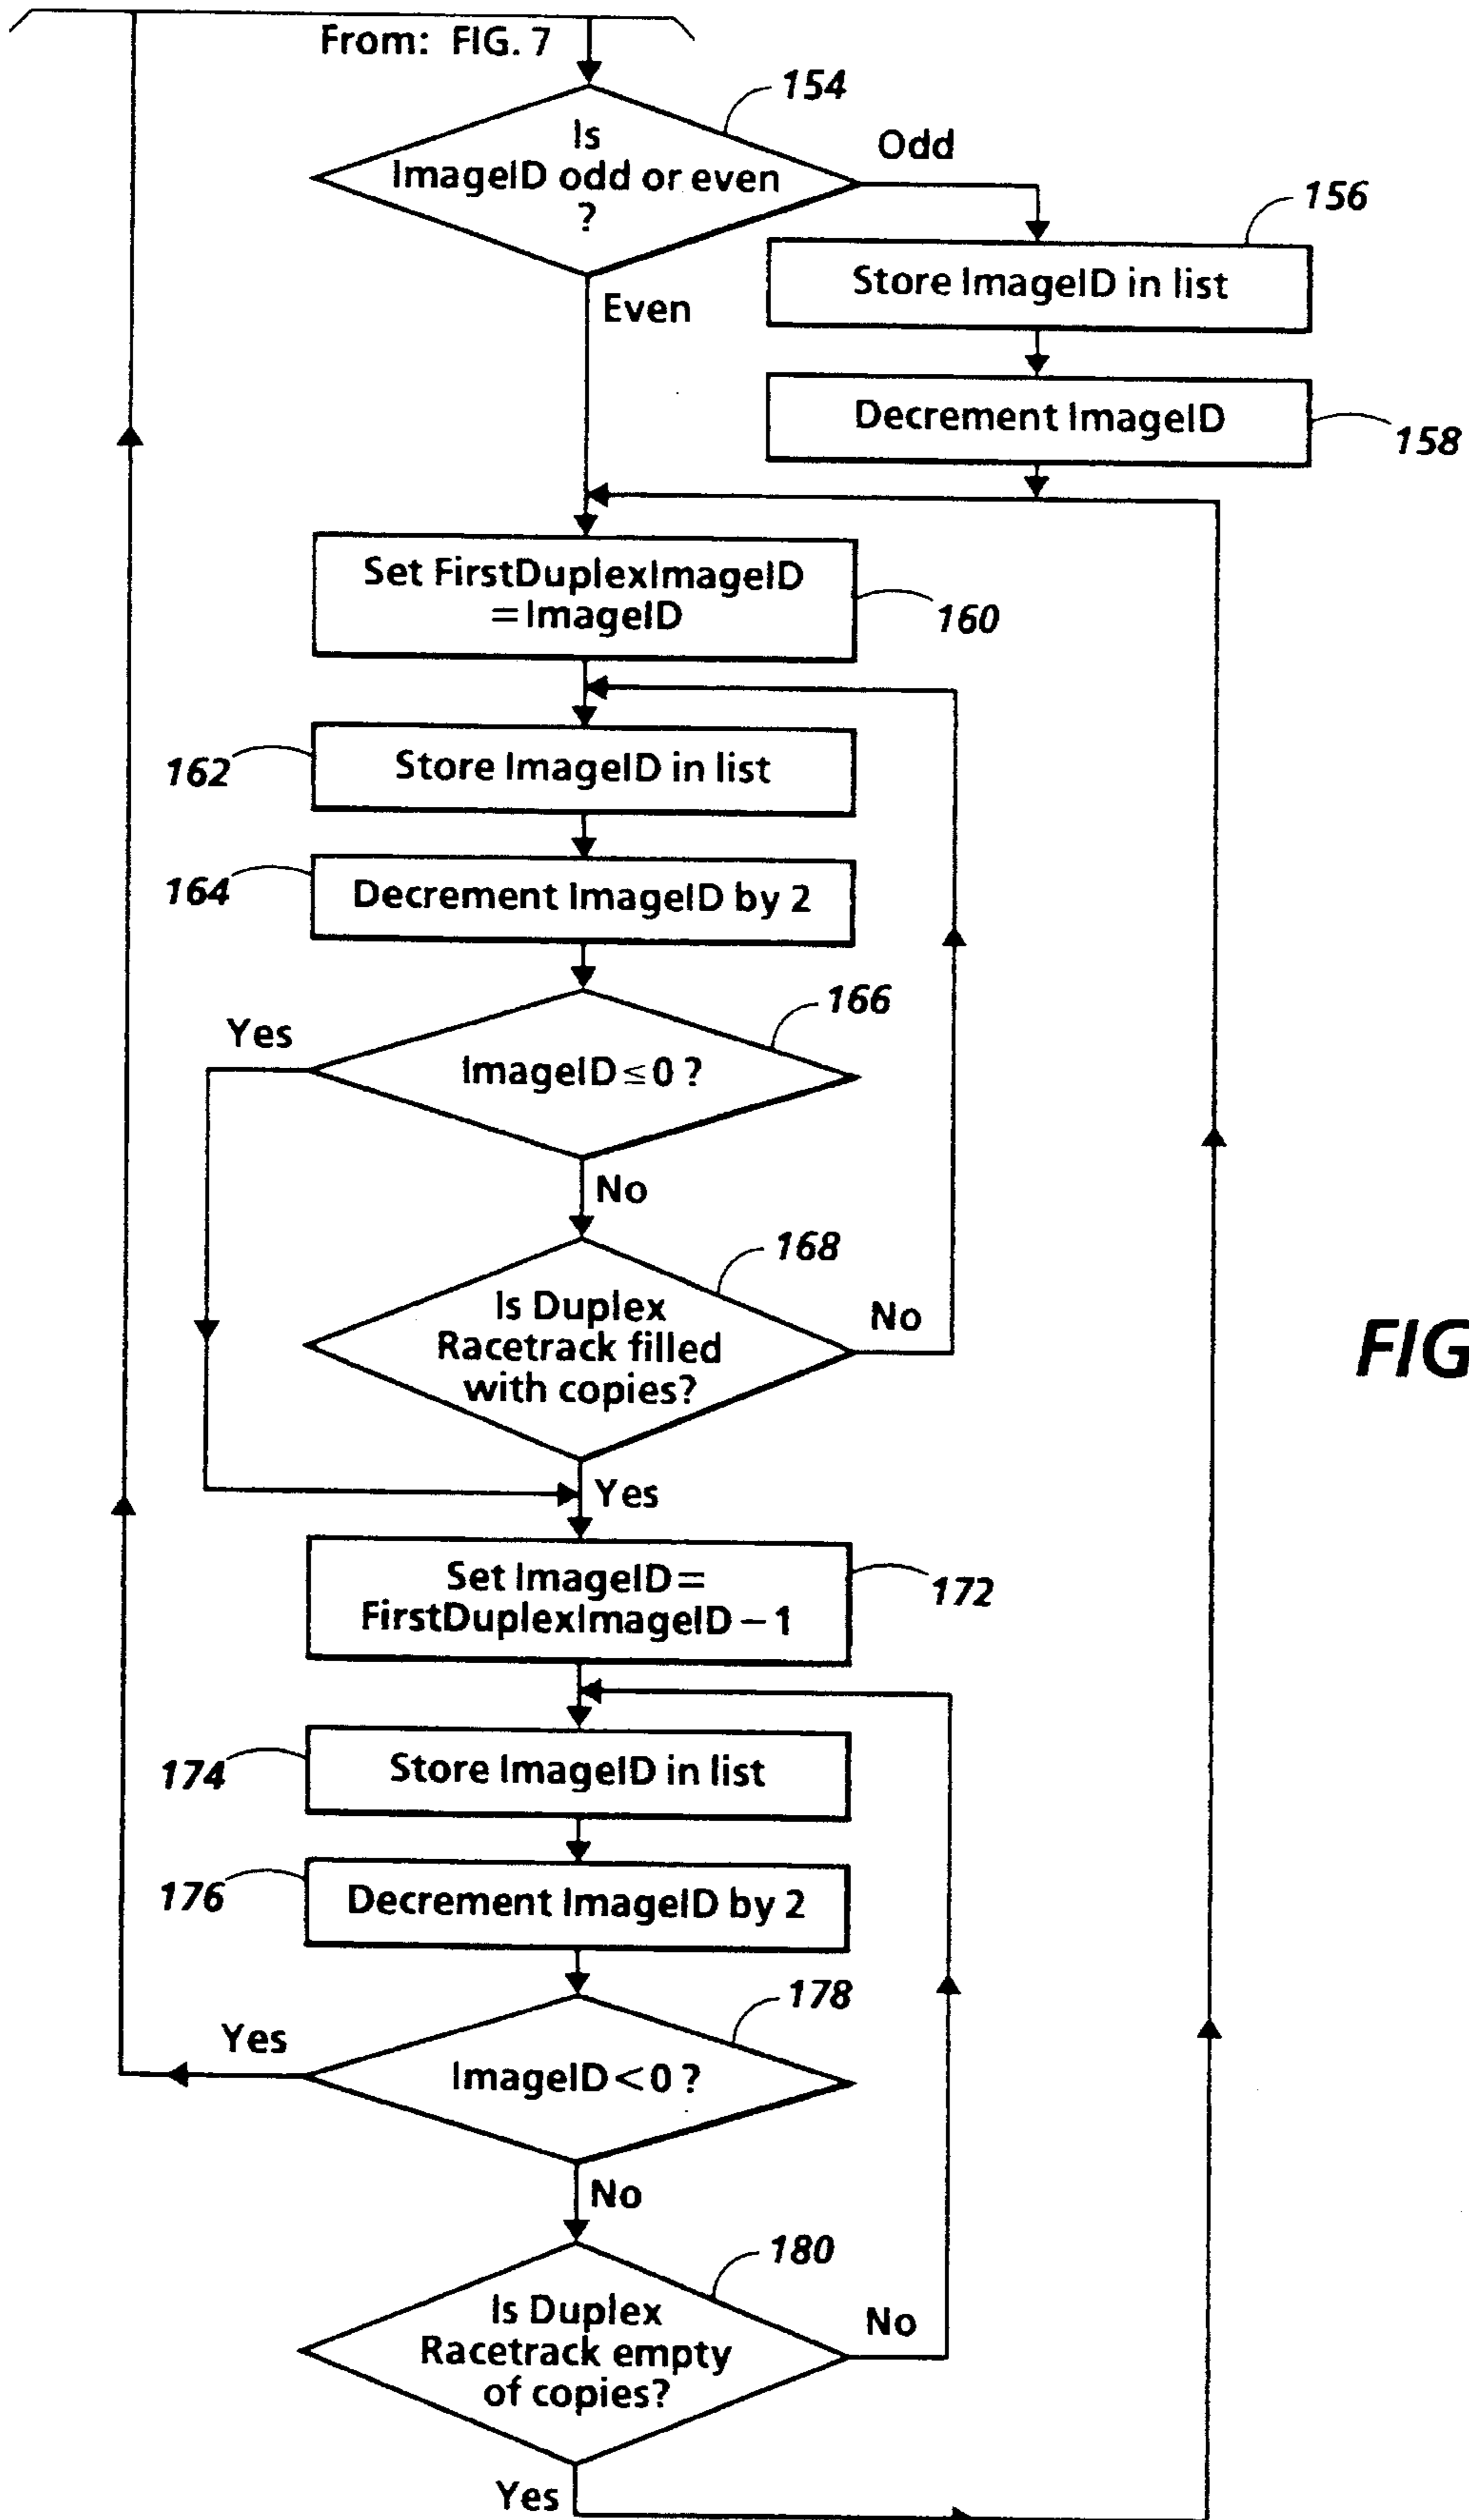 From: FIG. 7
154
Is
ImageID odd or even
?
Odd
156
Store ImageID in list
Even
Decrement ImageID
158
Set FirstDuplexImageID
=ImageID
160
162
Store ImageID in list
164
Decrement ImageID by 2
166
Yes
ImageID≦0 ?
No
168
Is Duplex
Racetrack filled
with copies?
No
FIG
Yes
Set ImageID=
FirstDuplexImageID−1
172
174
Store ImageID in list
176
Decrement ImageID by 2
178
Yes
ImageID<0 ?
No
180
Is Duplex
Racetrack empty
of copies?
No
Yes